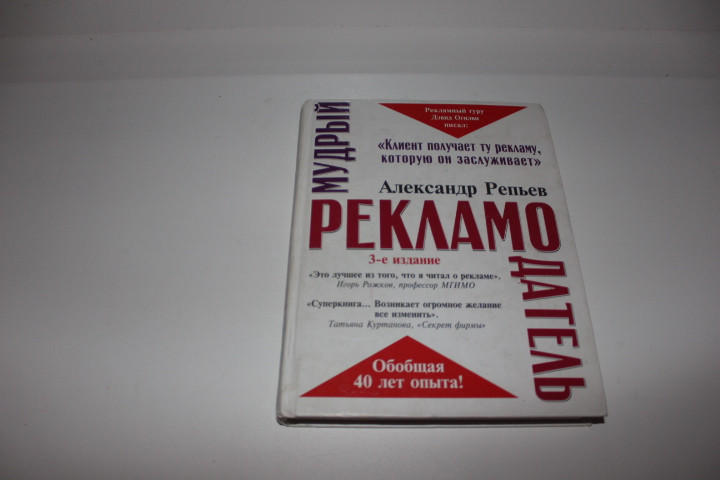 Рекламный гуру
Дэвид Огилви
писал:
«Клиент получает ту рекламу,
которую он заслуживает»
Александр Репьев
МУДРЫЙ
РЕКЛАМО
ДАТЕЛЬ
3-е издание
«Это лучшее из того, что я читал о рекламе».
Игорь Рожков, профессор МГИМО
«Суперкнига... Возникает огромное желание
все изменить».
Татьяна Куртанова, «Секрет фирмы»
Обобщая
40 лет опыта!